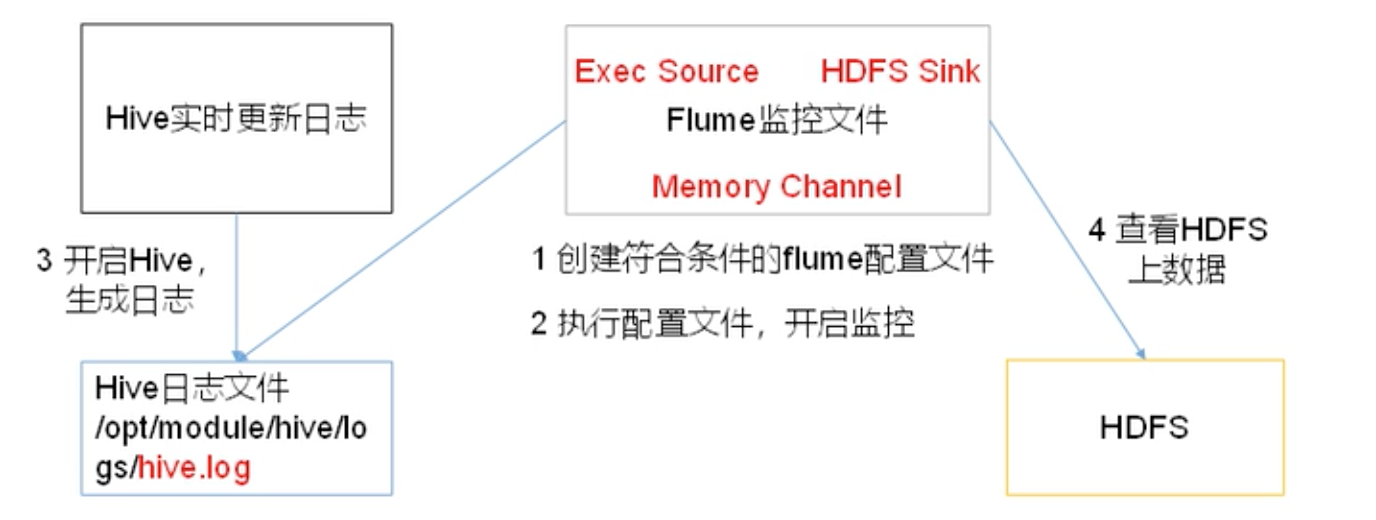 Hive实时更新日志
Exec Source HDFS Sink
Flume监控文件
Memory Channel
3 开启Hive，
生成日志
1 创建符合条件的flume配置文件
2 执行配置文件，开启监控
4 查看HDFS
上数据
Hive日志文件
/opt/module/hive/lo
gs/hive.log
HDFS